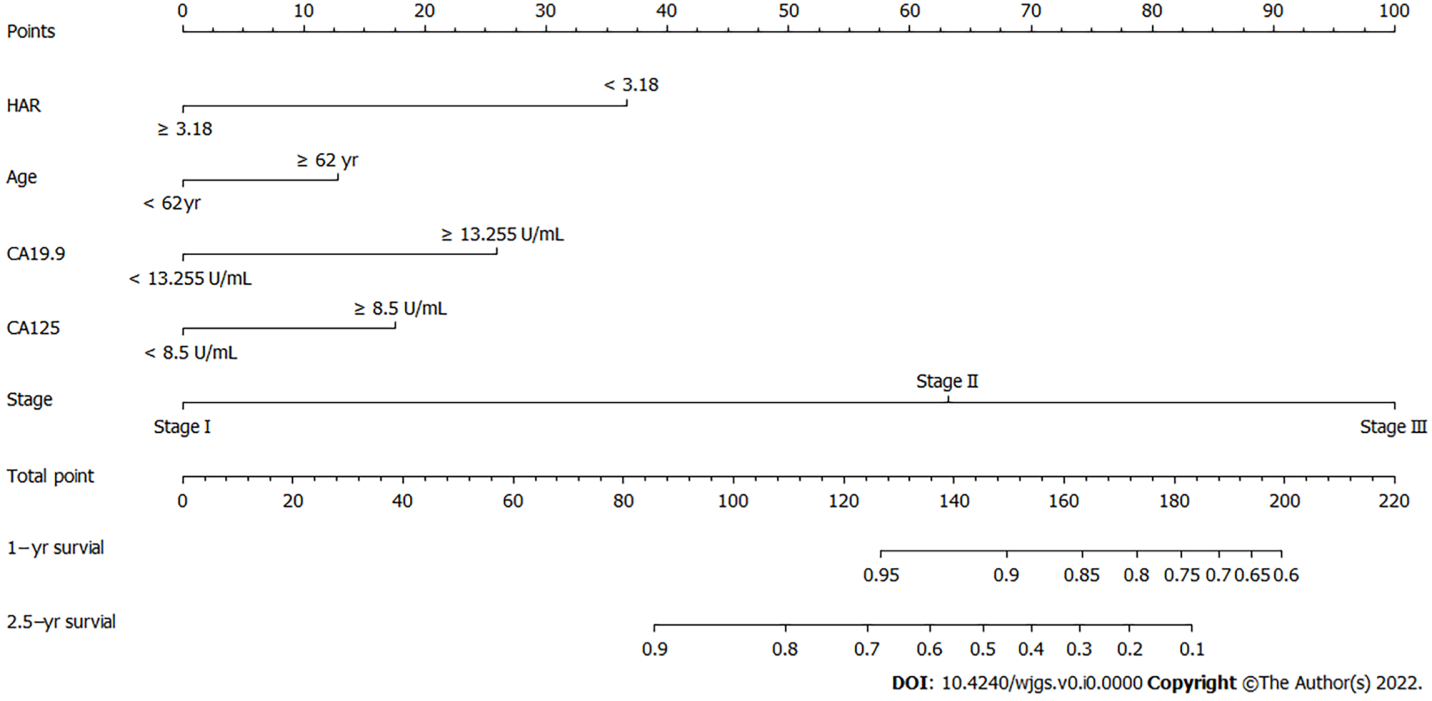 0 10 20 30 40 50 60 70 80 90 100
Points
< 3.18
HAR
≥ 3.18
≥ 62 yr
Age
< 62yr
≥ 13.255 U/mL
CA19.9
< 13.255 U/mL
≥ 8.5 U/mL
CA125
< 8.5 U/mL
Stage II
Stage
Stage I Stage III
Total point
0 20 40 60 80 100 120 140 160 180 200 220
1−yr survial
0.95 0.9 0.85 0.8 0.75 0.7 0.65 0.6
2.5−yr survial
0.9 0.8 0.7 0.6 0.5 0.4 0.3 0.2 0.1
DOI: 10.4240/wjgs.v0.i0.0000 Copyright ©The Author(s) 2022.